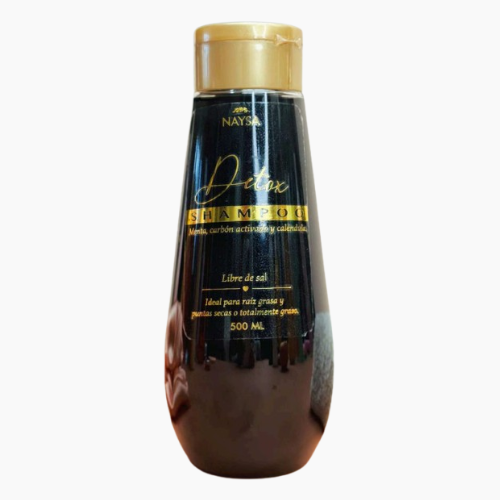 NAYSA
Detox
SHAMPOO
Menta, carbón activado y caléndula.
Libre de sal
Ideal para raíz grasa y
puntas secas o totalmente graso.
500 ML